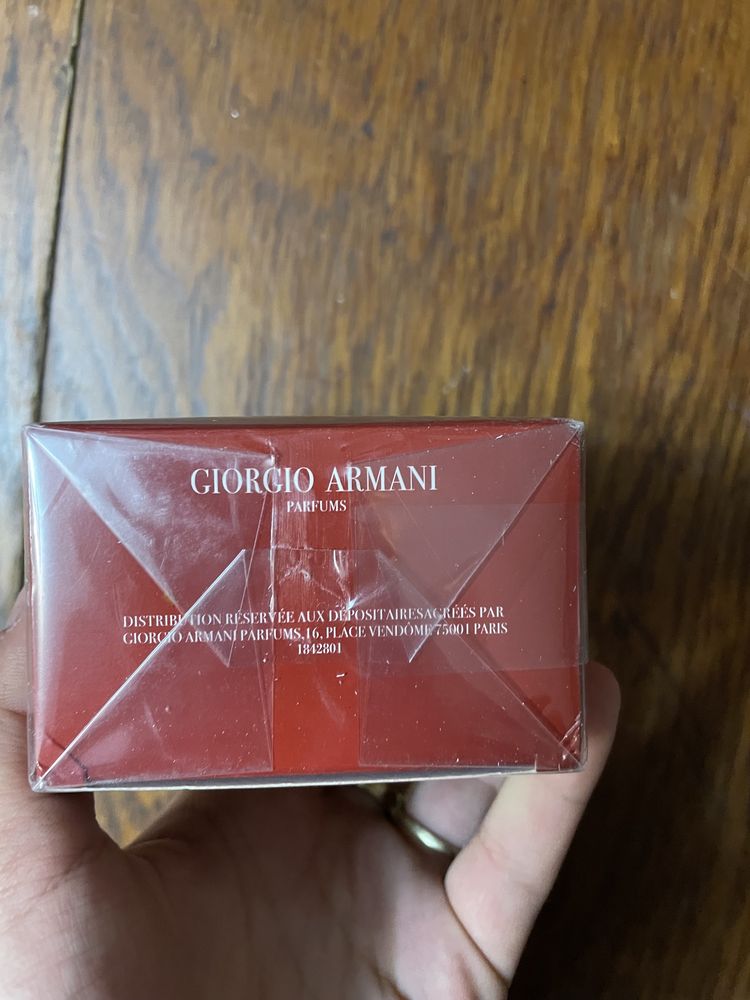 GIORGIO ARMANI
PARFUMS
DISTRIBUTION RÉSERVÉE AUX DÉPOSITAIRESAGRÉÉS PAR
GIORGIO ARMANI PARFUMS,16, PLACE VENDÔME 75001 PARIS
1842801